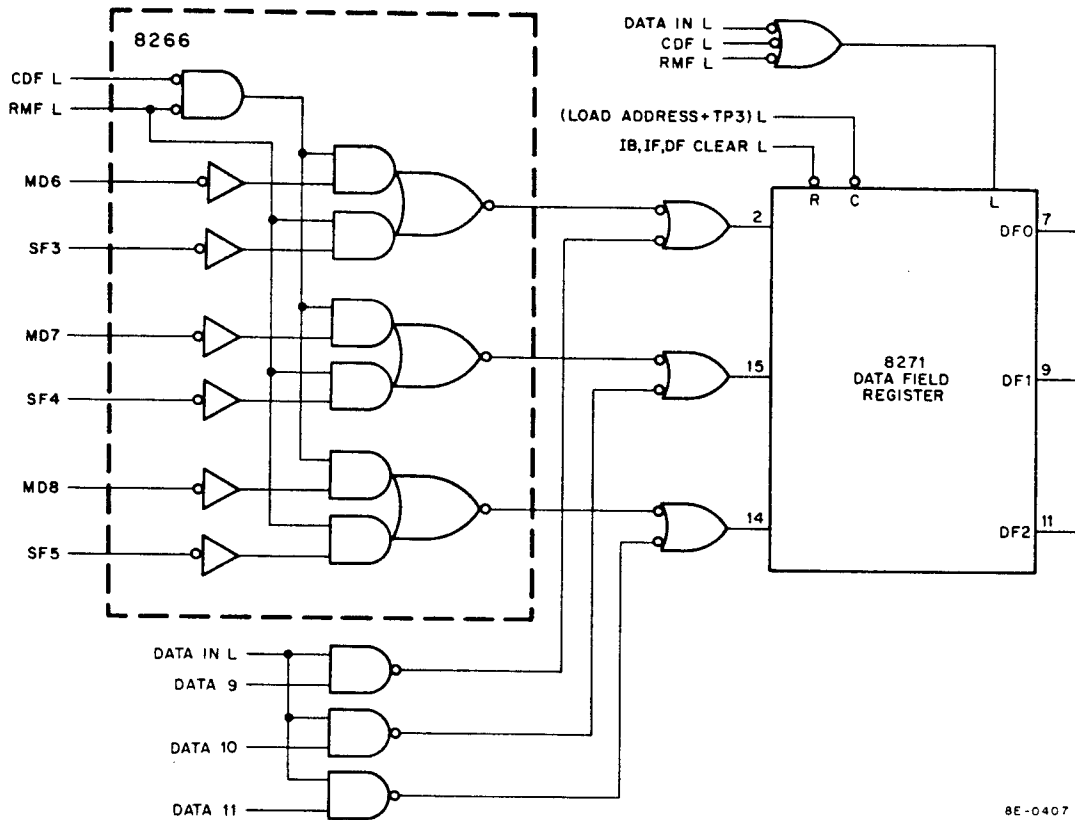 8266
CDF L
RMF L
MD6
SF3
MD7
SF4
MD8
SF5
DATA IN L
DATA 9
DATA 10
DATA 11
DATA IN L
CDF L
RMF L
(LOAD ADDRESS+TP3) L
IB,IF,DF CLEAR L
R
C
L
2
15
14
8271
DATA FIELD
REGISTER
DF0
7
DF1
9
DF2
11
8E-0407